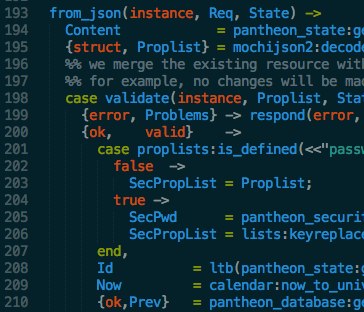 193 from_json(instance, Req, State) ->
194 Content = pantheon_state:ge
195 {struct, Proplist} = mochijson2:decode
196 %% we merge the existing resource with
197 %% for example, no changes will be mad
198 case validate(instance, Proplist, Sta
199 {error, Problems} -> respond(error,
200 {ok, valid} ->
201 case proplists:is_defined(<<"passw
202 false ->
203 SecPropList = Proplist;
204 true ->
205 SecPwd = pantheon_securi
206 SecPropList = lists:keyreplace
207 end,
208 Id = ltb(pantheon_state:g
209 Now = calendar:now_to_univ
210 {ok,Prev} = pantheon_database:ge